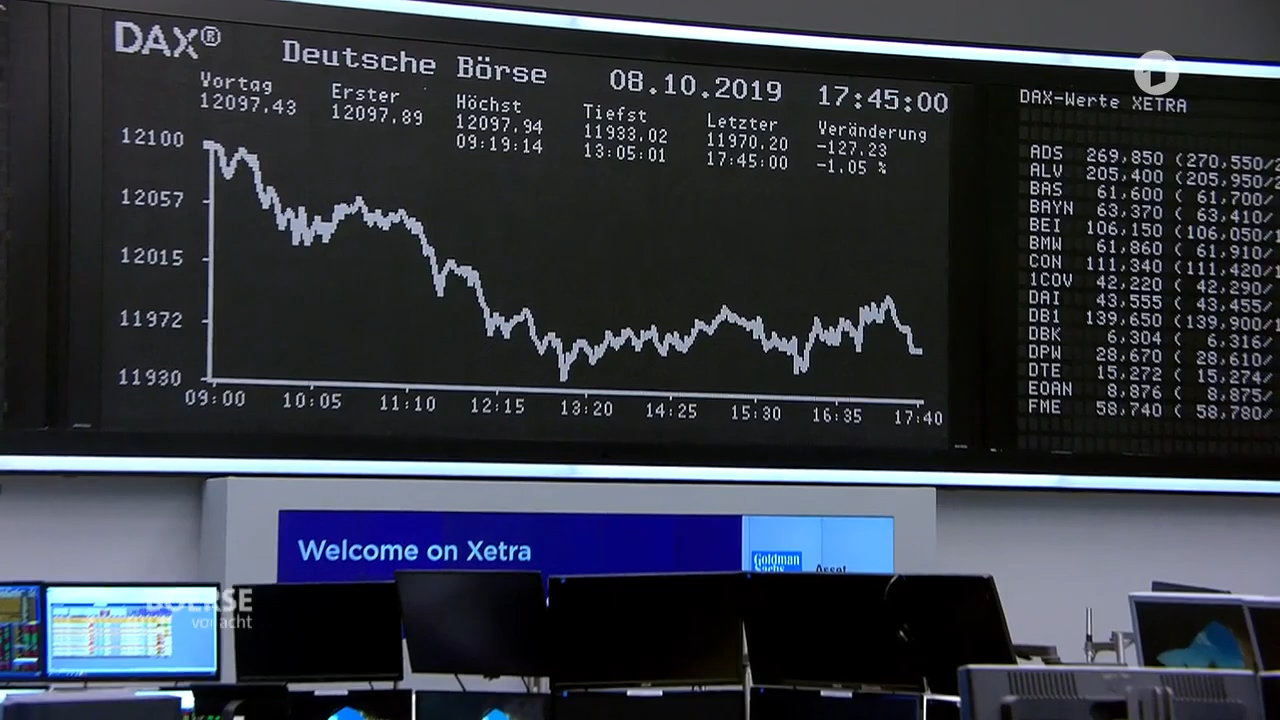 DAX®
Deutsche Börse 08.10.2019 17:45:00
Vortag Erster Höchst Tiefst Letzter Veränderung
12097.43 12097.89 12097.94 11933.02 11970.20 -127.23
09:19:14 13:05:01 17:45:00 -1.05 %
12100
12057
12015
11972
11930
09:00 10:05 11:10 12:15 13:20 14:25 15:30 16:35 17:40
1
DAX-Werte XETRA
ADS 269,850 (270,550/
ALV 205,400 (205,950/
BAS 61,600 ( 61,700/
BAYN 63,370 ( 63,410/
BEI 106,150 (106,050/
BMW 61,860 ( 61,910/
CON 111,340 (111,420/
1COV 42,220 ( 42,290/
DAI 43,555 ( 43,455/
DB1 139,650 (139,900/
DBK 6,304 ( 6,316/
DPW 28,670 ( 28,610/
DTE 15,272 ( 15,274/
EOAN 8,876 ( 8,875/
FME 58,740 ( 58,780/
Welcome on Xetra
Goldman
Sachs
Asset
BOERSE
vor acht